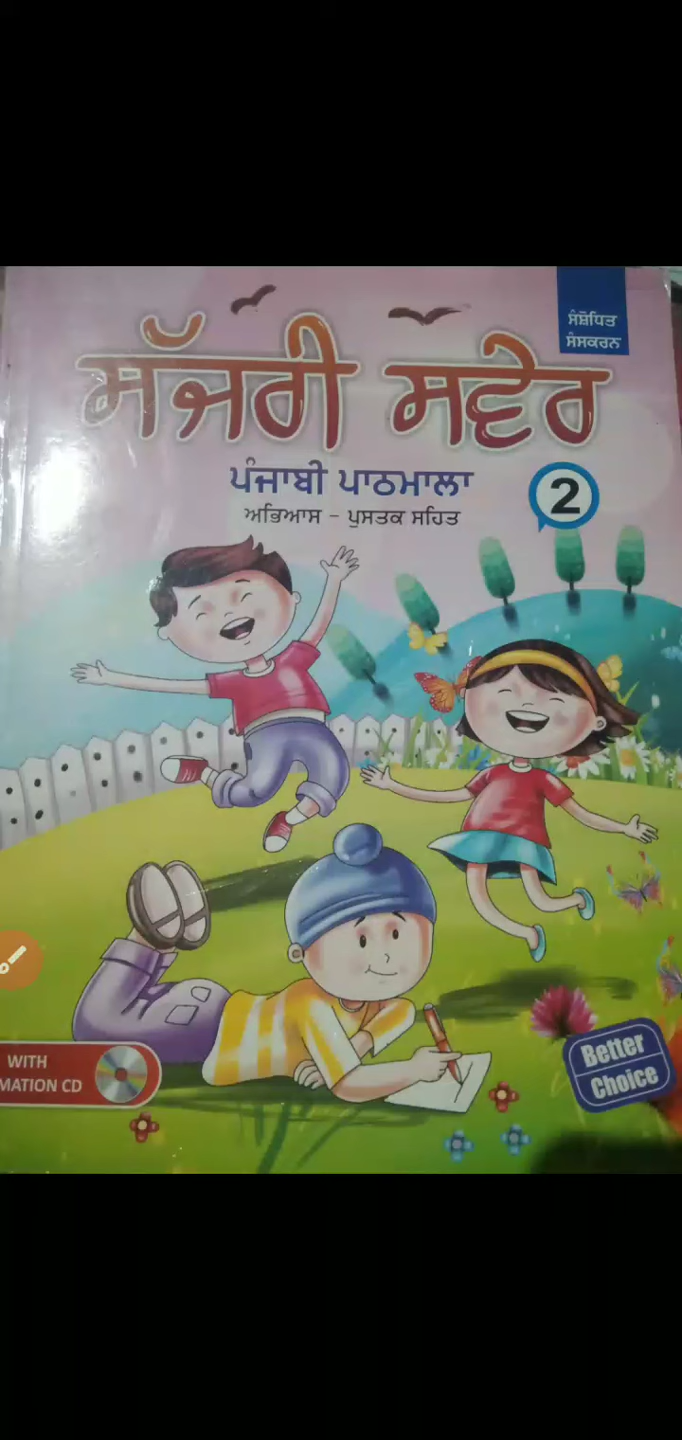 ਸੰਸ਼ੋਧਿਤ
ਸੰਸਕਰਨ
ਸੱਜਰੀ ਸਵੇਰ
ਪੰਜਾਬੀ ਪਾਠਮਾਲਾ
2
ਅਭਿਆਸ - ਪੁਸਤਕ ਸਹਿਤ
WITH
MATION CD
Better
Choice